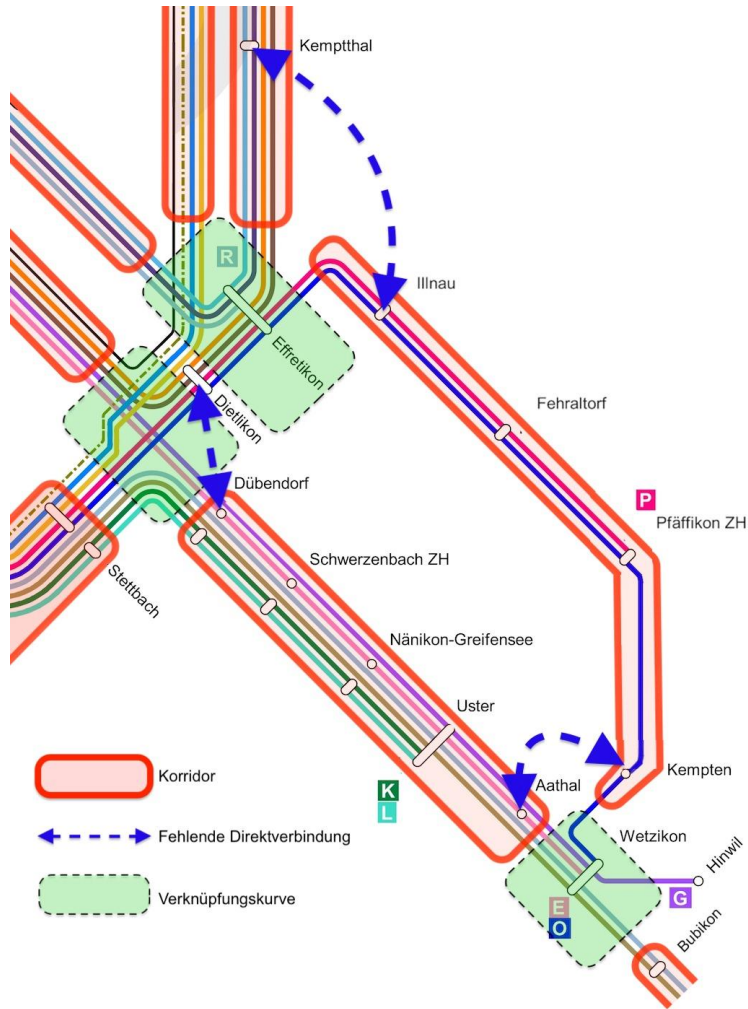 Kemptthal
R
Illnau
Effretikon
Dietlikon
Fehraltorf
Dübendorf
P
Pfäffikon ZH
Schwerzenbach ZH
Stettbach
Nänikon-Greifensee
Uster
Korridor
K
L
Aathal
Kempten
Fehlende Direktverbindung
Wetzikon
Hinwil
Verknüpfungskurve
E
O
G
Bubikon